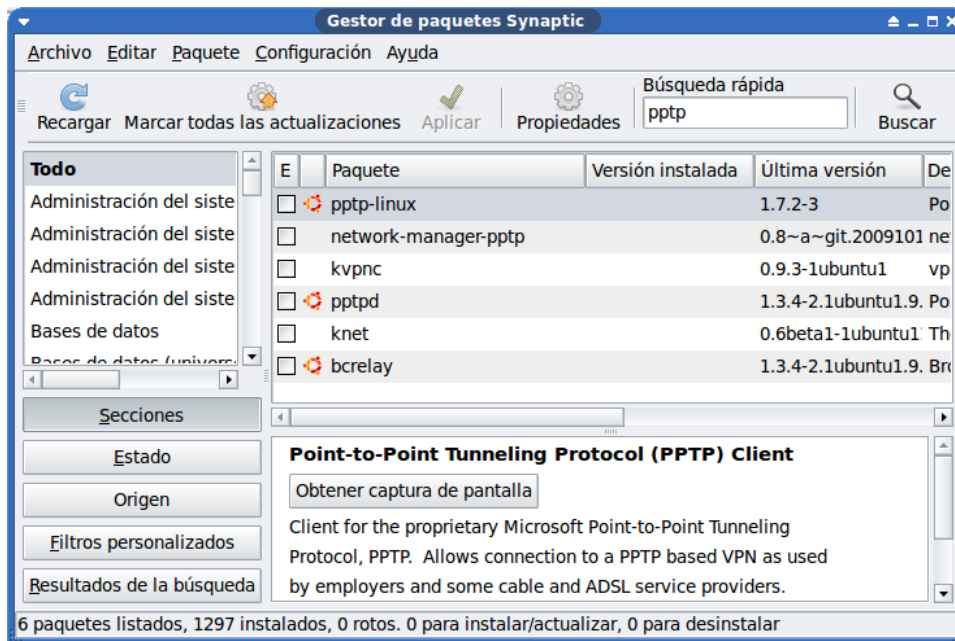 Gestor de paquetes Synaptic
Archivo Editar Paquete Configuración Ayuda
Recargar Marcar todas las actualizaciones Aplicar Propiedades Búsqueda rápida pptp Buscar
Todo
Administración del siste
Administración del siste
Administración del siste
Administración del siste
Bases de datos
Bases de datos (univers
Secciones
Estado
Origen
Filtros personalizados
Resultados de la búsqueda
E Paquete Versión instalada Última versión De
pptp-linux 1.7.2-3 Po
network-manager-pptp 0.8~a~git.2009101 ne
kvpnc 0.9.3-1ubuntu1 vp
pptpd 1.3.4-2.1ubuntu1.9. Po
knet 0.6beta1-1ubuntu1 Th
bcrelay 1.3.4-2.1ubuntu1.9. Bro
Point-to-Point Tunneling Protocol (PPTP) Client
Obtener captura de pantalla
Client for the proprietary Microsoft Point-to-Point Tunneling
Protocol, PPTP. Allows connection to a PPTP based VPN as used
by employers and some cable and ADSL service providers.
6 paquetes listados, 1297 instalados, 0 rotos. 0 para instalar/actualizar, 0 para desinstalar